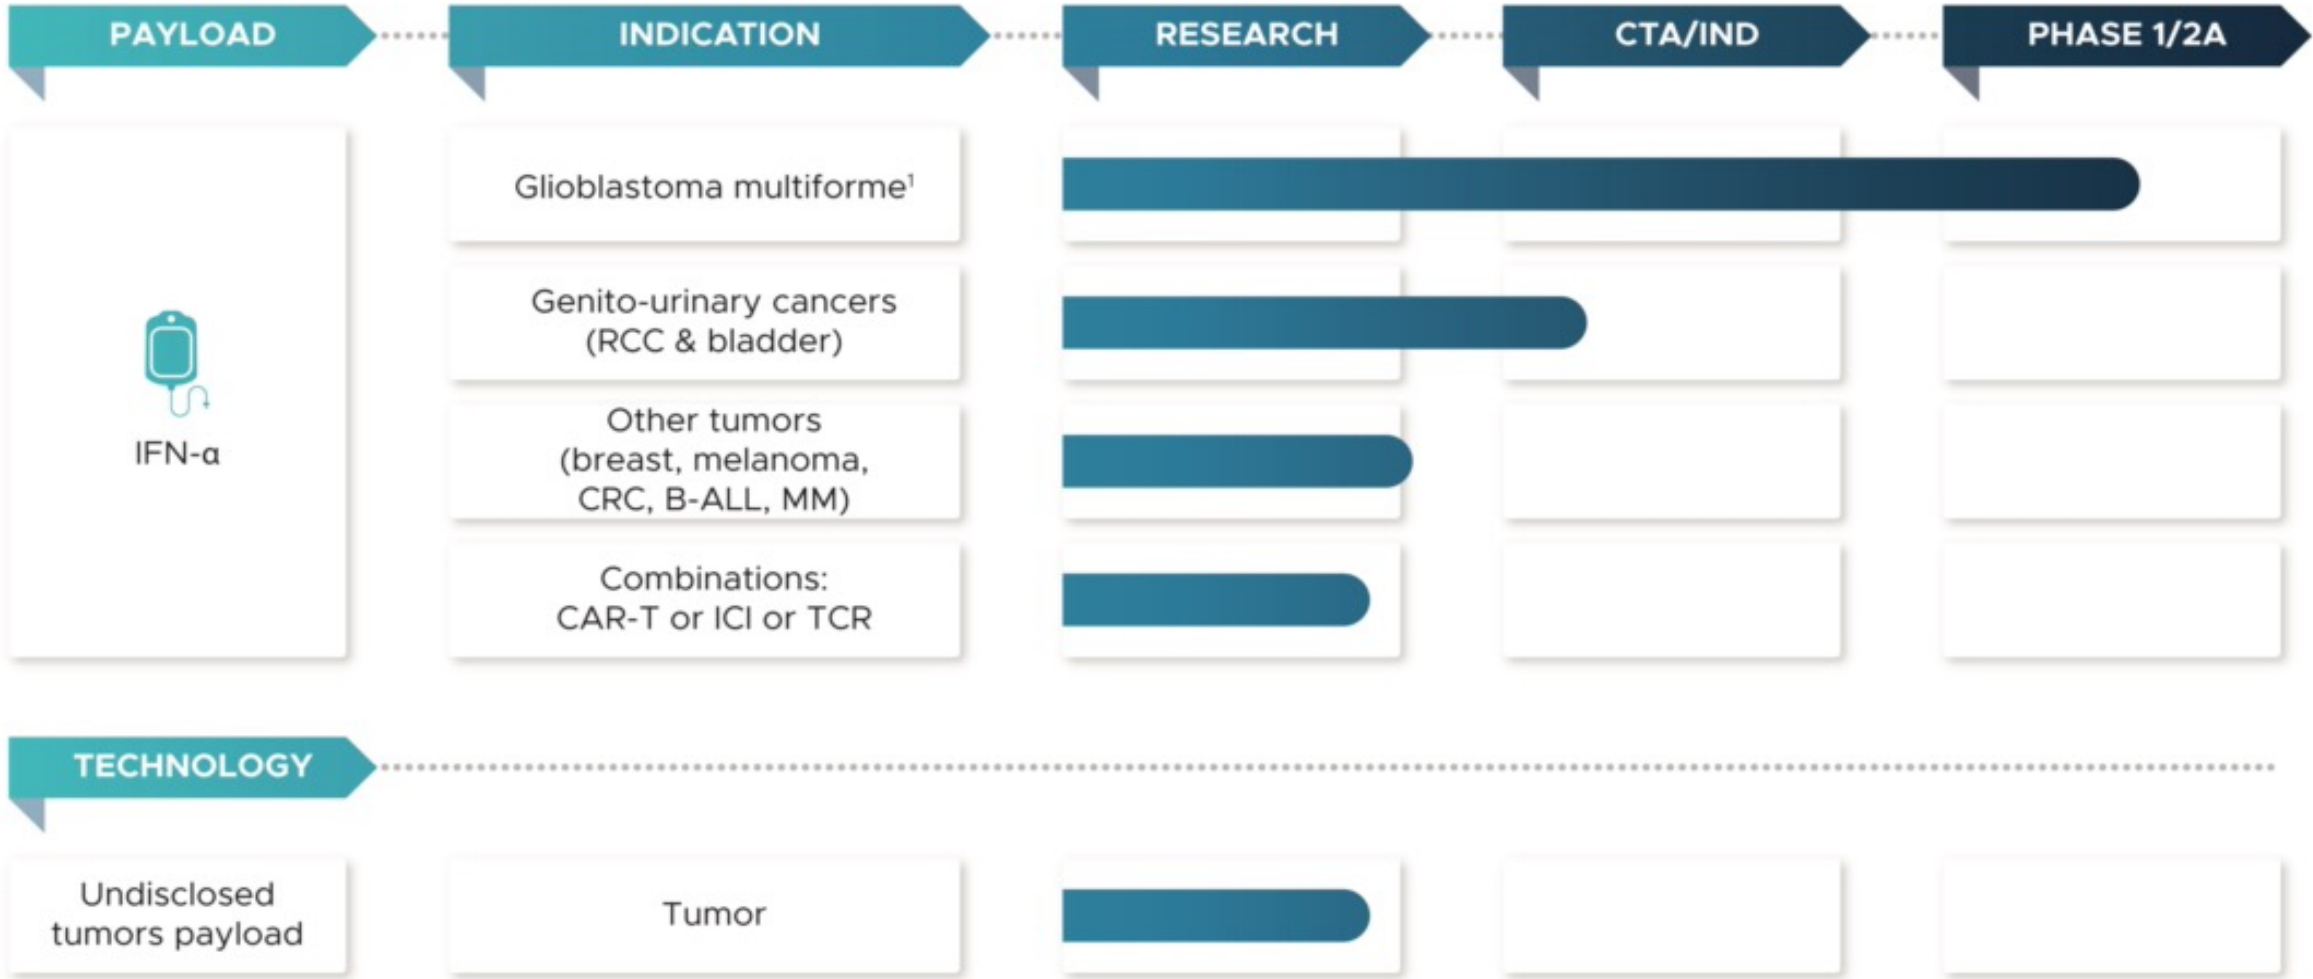 PAYLOAD
INDICATION
RESEARCH
CTA/IND
PHASE 1/2A
IFN-α
Glioblastoma multiforme¹
Genito-urinary cancers
(RCC & bladder)
Other tumors
(breast, melanoma,
CRC, B-ALL, MM)
Combinations:
CAR-T or ICI or TCR
TECHNOLOGY
Undisclosed
tumors payload
Tumor